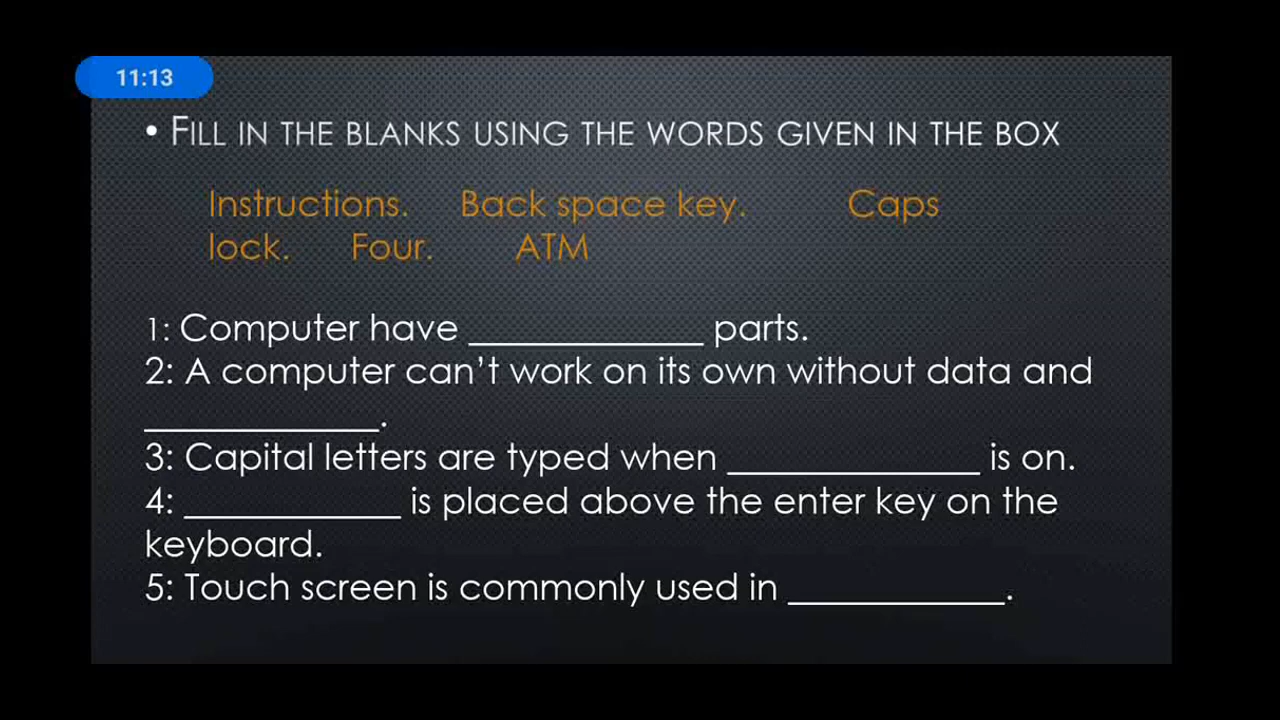 11:13
• FILL IN THE BLANKS USING THE WORDS GIVEN IN THE BOX
Instructions. Back space key. Caps
lock. Four. ATM
1: Computer have _____________ parts.
2: A computer can’t work on its own without data and
_____________.
3: Capital letters are typed when ______________ is on.
4: ____________ is placed above the enter key on the
keyboard.
5: Touch screen is commonly used in ____________.